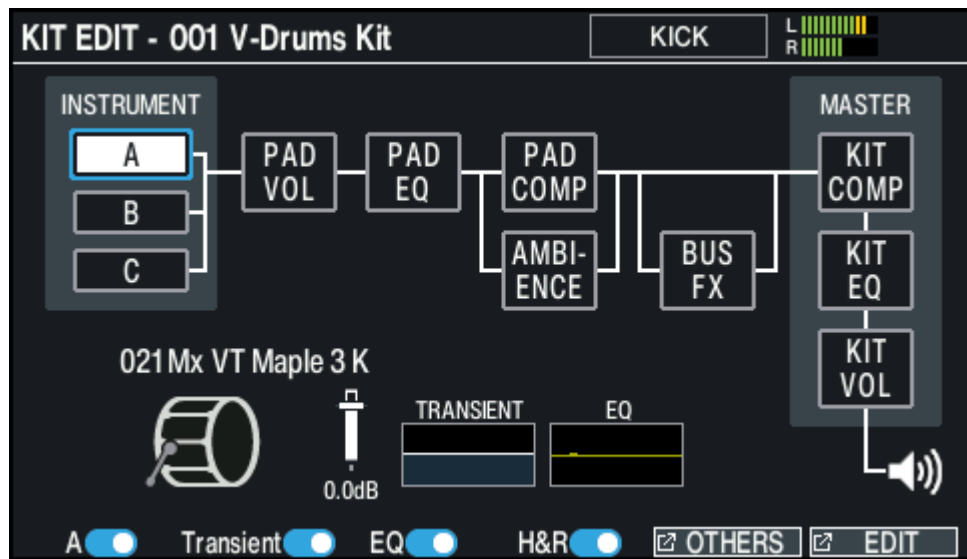 KIT EDIT - 001 V-Drums Kit
KICK
L
R
INSTRUMENT
A
B
C
PAD
VOL
PAD
EQ
PAD
COMP
AMBI-
ENCE
BUS
FX
MASTER
KIT
COMP
KIT
EQ
KIT
VOL
021 Mx VT Maple 3 K
0.0dB
TRANSIENT
EQ
A
Transient
EQ
H&R
OTHERS
EDIT